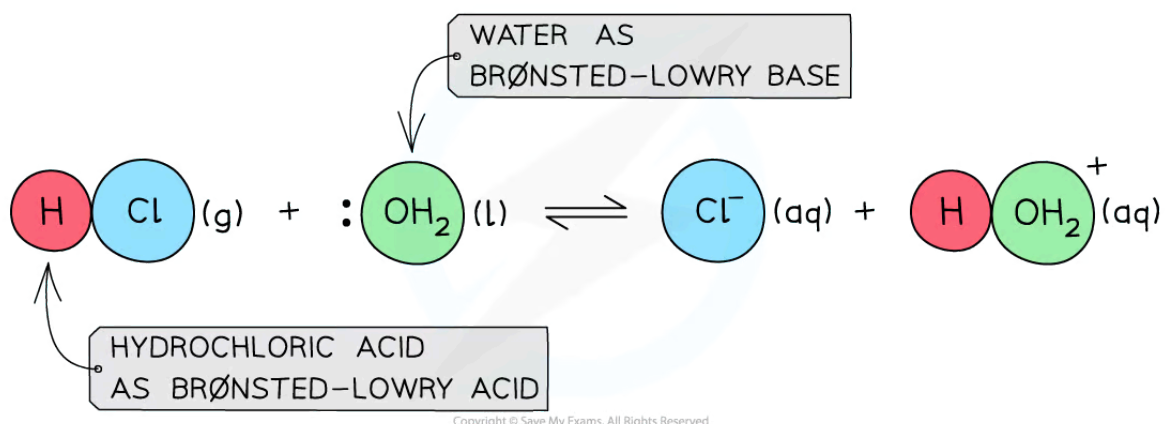 WATER AS
BRØNSTED–LOWRY BASE
H Cl (g) + : OH₂ (l) ⇌ Cl⁻ (aq) + H OH₂⁺ (aq)
HYDROCHLORIC ACID
AS BRØNSTED–LOWRY ACID
Copyright © Save My Exams. All Rights Reserved